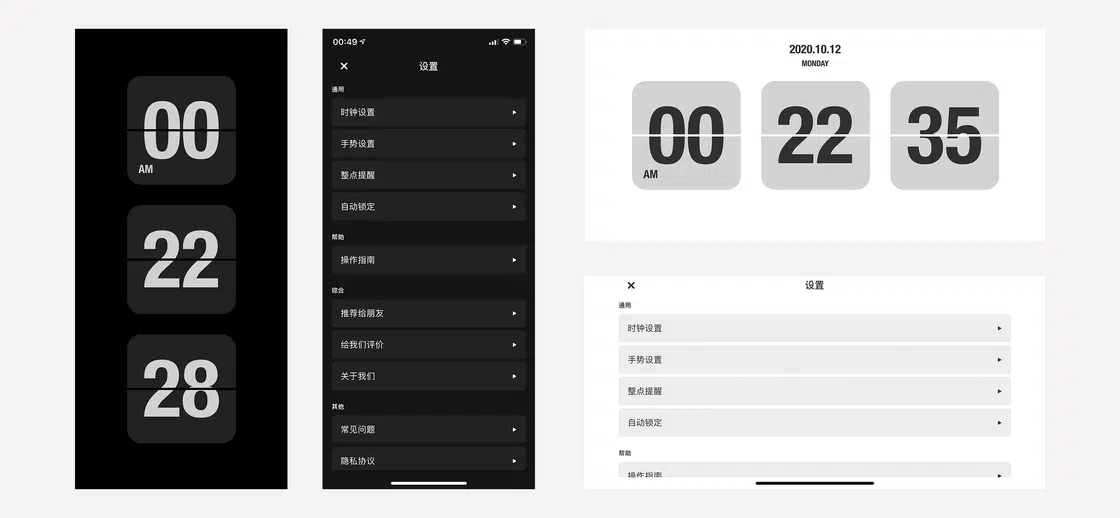 00
AM
22
28
00:49
设置
通用
时钟设置
手势设置
整点提醒
自动锁定
帮助
操作指南
综合
推荐给朋友
给我们评价
关于我们
其他
常见问题
隐私协议
2020.10.12
MONDAY
00
AM
22
35
设置
通用
时钟设置
手势设置
整点提醒
自动锁定
帮助
操作指南